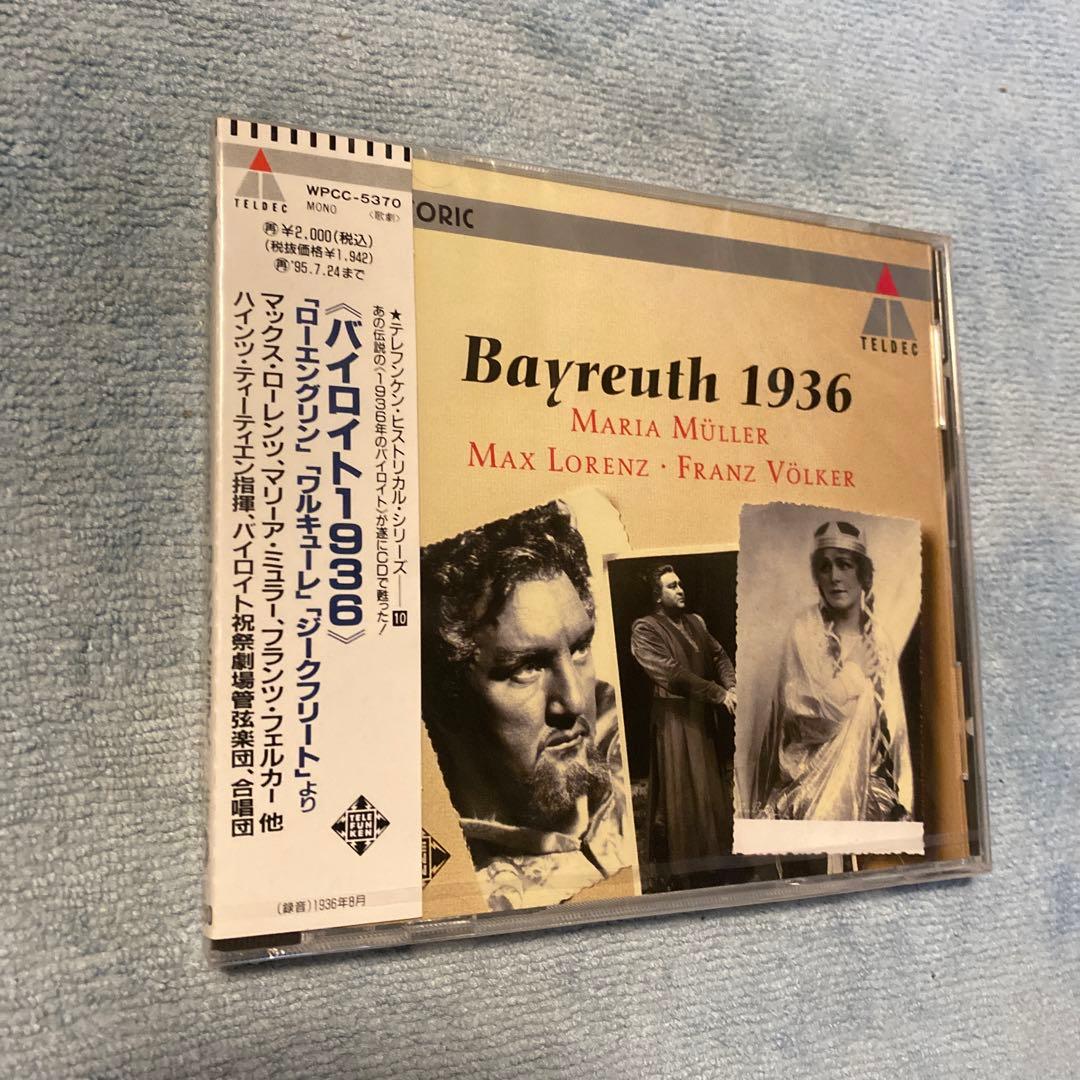 TELDEC
WPCC-5370
MONO 〈歌劇〉
再¥2,000(税込)
(税抜価格¥1,942)
再'95.7.24まで
★テレフンケン・ヒストリカル・シリーズ——10
あの伝説の〈1936年のバイロイト〉が遂にCDで甦った!
《バイロイト1936》
「ローエングリン」「ワルキューレ」「ジークフリート」より
マックス・ローレンツ、マリーア・ミュラー、フランツ・フェルカー 他
ハインツ・ティーティエン指揮、バイロイト祝祭劇場管弦楽団、合唱団
TELE
FUN
KEN
(録音)1936年8月
ORIC
TELDEC
Bayreuth 1936
MARIA MÜLLER
MAX LORENZ · FRANZ VÖLKER